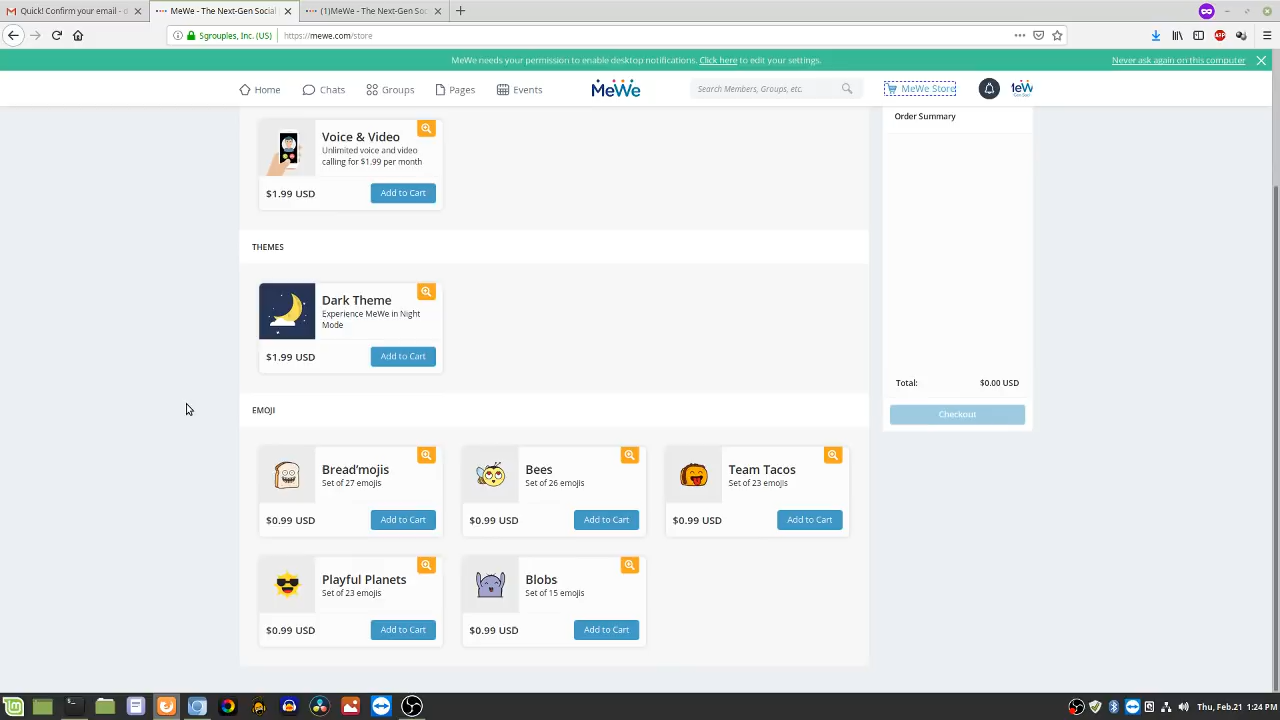 Quick! Confirm your email - d
MeWe - The Next-Gen Social
(1)MeWe - The Next-Gen Soc
Sgrouples, Inc. (US)
https://mewe.com/store
MeWe needs your permission to enable desktop notifications. Click here to edit your settings.
Never ask again on this computer
Home
Chats
Groups
Pages
Events
MeWe
Search Members, Groups, etc.
MeWe Store
Order Summary
Voice & Video
Unlimited voice and video
calling for $1.99 per month
$1.99 USD
Add to Cart
THEMES
Dark Theme
Experience MeWe in Night
Mode
$1.99 USD
Add to Cart
Total:
$0.00 USD
Checkout
EMOJI
Bread'mojis
Set of 27 emojis
$0.99 USD
Add to Cart
Bees
Set of 26 emojis
$0.99 USD
Add to Cart
Team Tacos
Set of 23 emojis
$0.99 USD
Add to Cart
Playful Planets
Set of 23 emojis
$0.99 USD
Add to Cart
Blobs
Set of 15 emojis
$0.99 USD
Add to Cart
Thu, Feb.21 1:24 PM